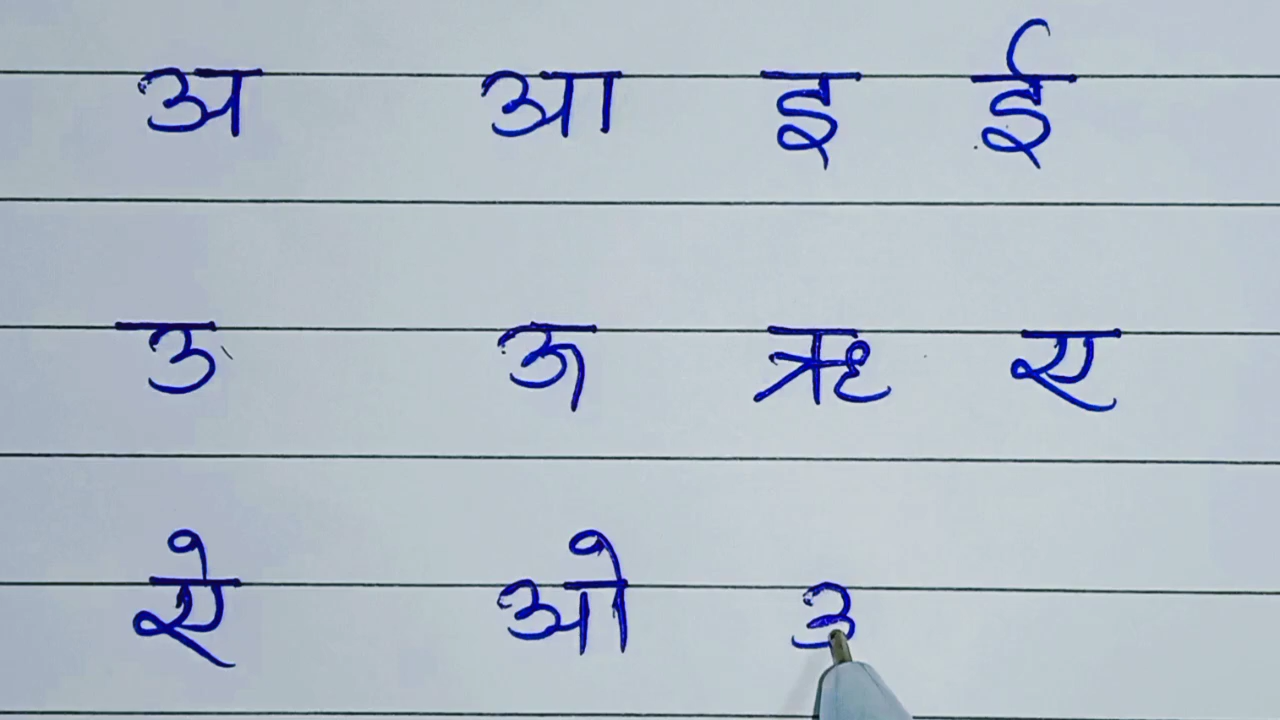 अ आ इ ई
उ ऊ ऋ ए
ऐ ओ